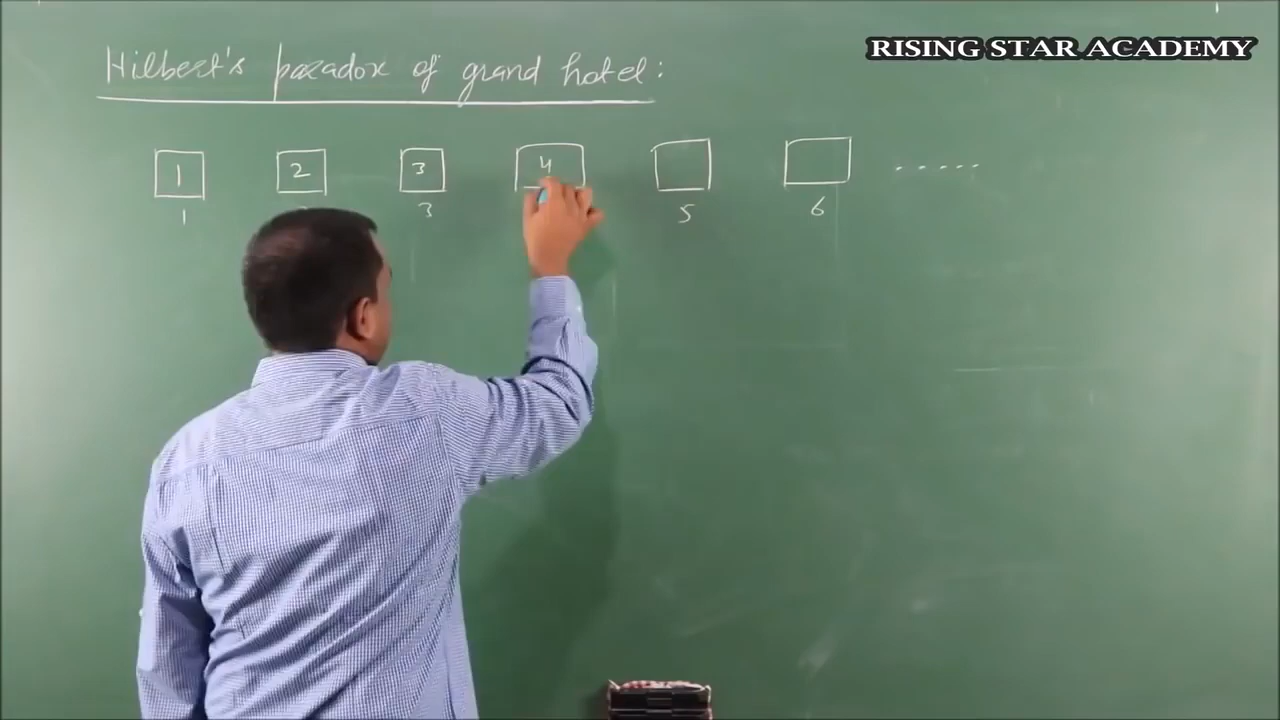 RISING STAR ACADEMY
Hilbert's paradox of grand hotel:
1 2 3 4 .....
1 3 5 6